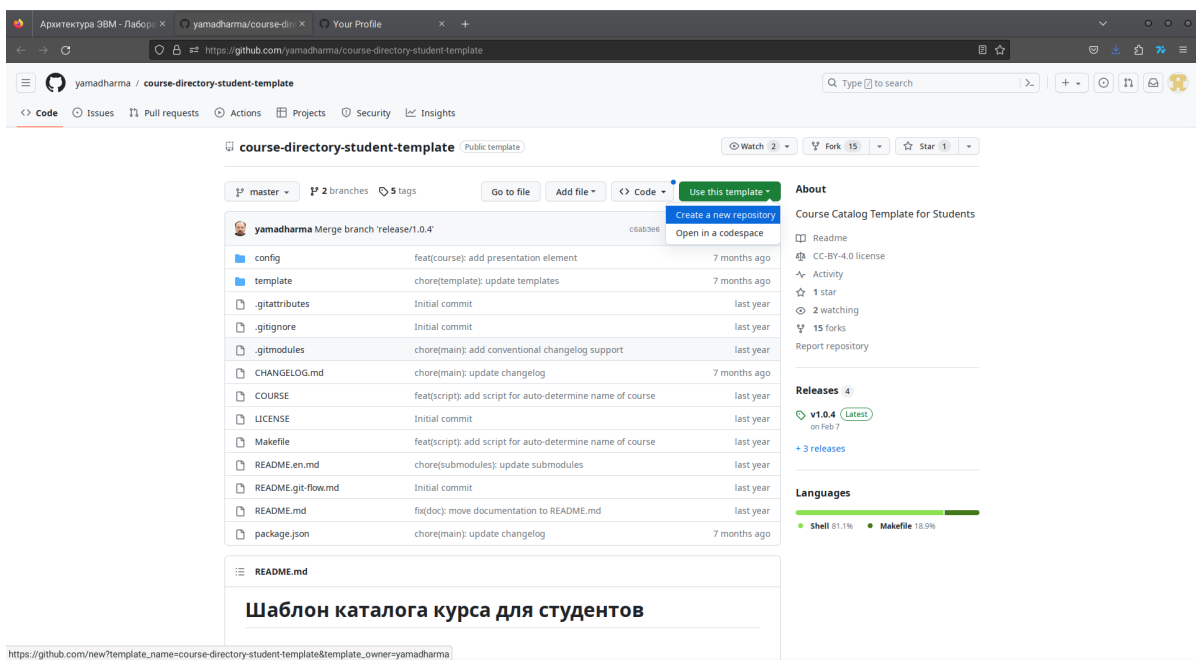 Архитектура ЭВМ - Лабора
yamadharma/course-dire
Your Profile
https://github.com/yamadharma/course-directory-student-template
yamadharma / course-directory-student-template
Type / to search
Code Issues Pull requests Actions Projects Security Insights
course-directory-student-template Public template
Watch 2 Fork 15 Star 1
master 2 branches 5 tags Go to file Add file Code Use this template
Create a new repository
Open in a codespace
yamadharma Merge branch 'release/1.0.4' c6ab3e6
config feat(course): add presentation element 7 months ago
template chore(template): update templates 7 months ago
.gitattributes Initial commit last year
.gitignore Initial commit last year
.gitmodules chore(main): add conventional changelog support last year
CHANGELOG.md chore(main): update changelog 7 months ago
COURSE feat(script): add script for auto-determine name of course last year
LICENSE Initial commit last year
Makefile feat(script): add script for auto-determine name of course last year
README.en.md chore(submodules): update submodules last year
README.git-flow.md Initial commit last year
README.md fix(doc): move documentation to README.md last year
package.json chore(main): update changelog 7 months ago
README.md
Шаблон каталога курса для студентов
About
Course Catalog Template for Students
Readme
CC-BY-4.0 license
Activity
1 star
2 watching
15 forks
Report repository
Releases 4
v1.0.4 Latest
on Feb 7
+ 3 releases
Languages
Shell 81.1% Makefile 18.9%
https://github.com/new?template_name=course-directory-student-template&template_owner=yamadharma